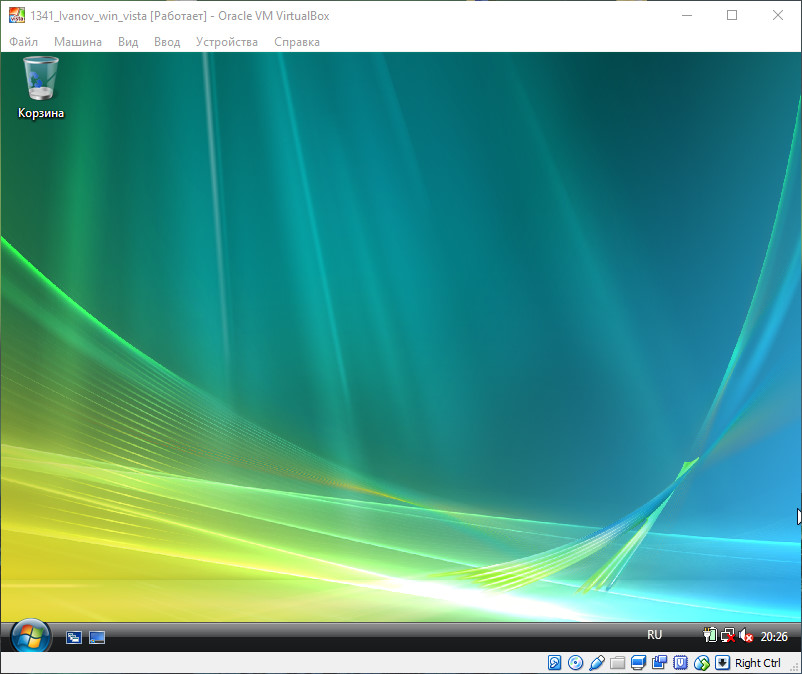 1341_Ivanov_win_vista [Работает] - Oracle VM VirtualBox
Файл Машина Вид Ввод Устройства Справка
Корзина
RU 20:26
Right Ctrl